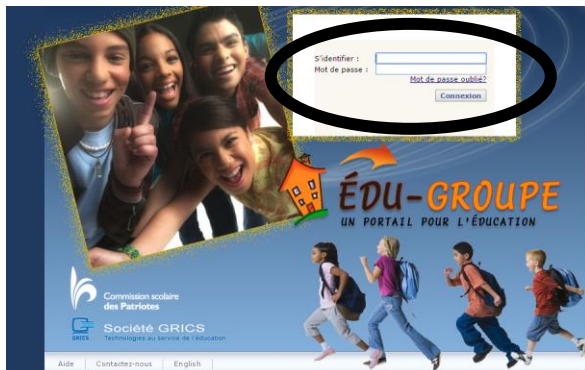 S'identifier :
Mot de passe :
Mot de passe oublié?
Connexion
ÉDU-GROUPE
UN PORTAIL POUR L'ÉDUCATION
Commission scolaire
des Patriotes
GRICS
Société GRICS
Technologies au service de l'éducation
Aide
Contactez-nous
English